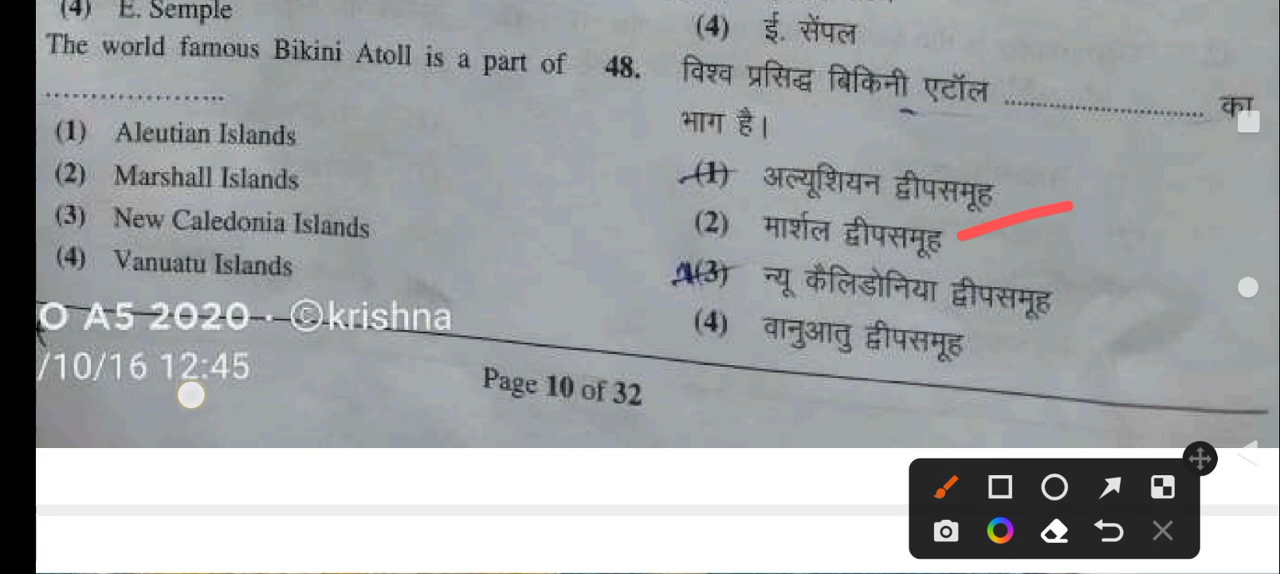 (4) E. Semple
The world famous Bikini Atoll is a part of
.....................
(1) Aleutian Islands
(2) Marshall Islands
(3) New Caledonia Islands
(4) Vanuatu Islands
(4) ई. सेंपल
48. विश्व प्रसिद्ध बिकिनी एटॉल ............................ का
भाग है।
(1) अल्यूशियन द्वीपसमूह
(2) मार्शल द्वीपसमूह
(3) न्यू कैलिडोनिया द्वीपसमूह
(4) वानुआतु द्वीपसमूह
O A5 2020 · ©krishna
/10/16 12:45
Page 10 of 32